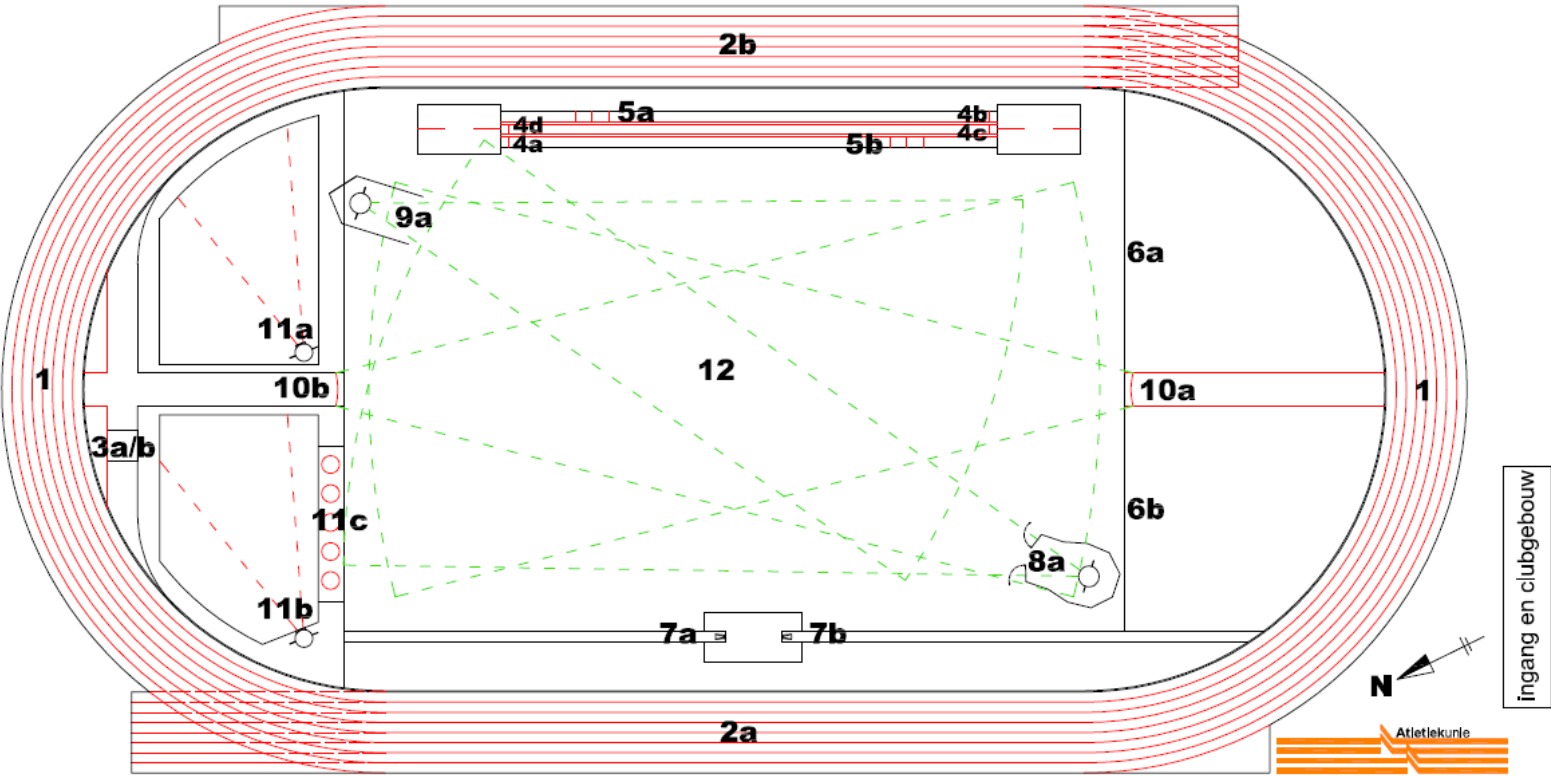 2b
5a
4b
4d
4c
4a
5b
9a
6a
11a
12
1
10b
10a
1
3a/b
11c
6b
8a
11b
7a
7b
N
ingang en clubgebouw
2a
Atletiekunie